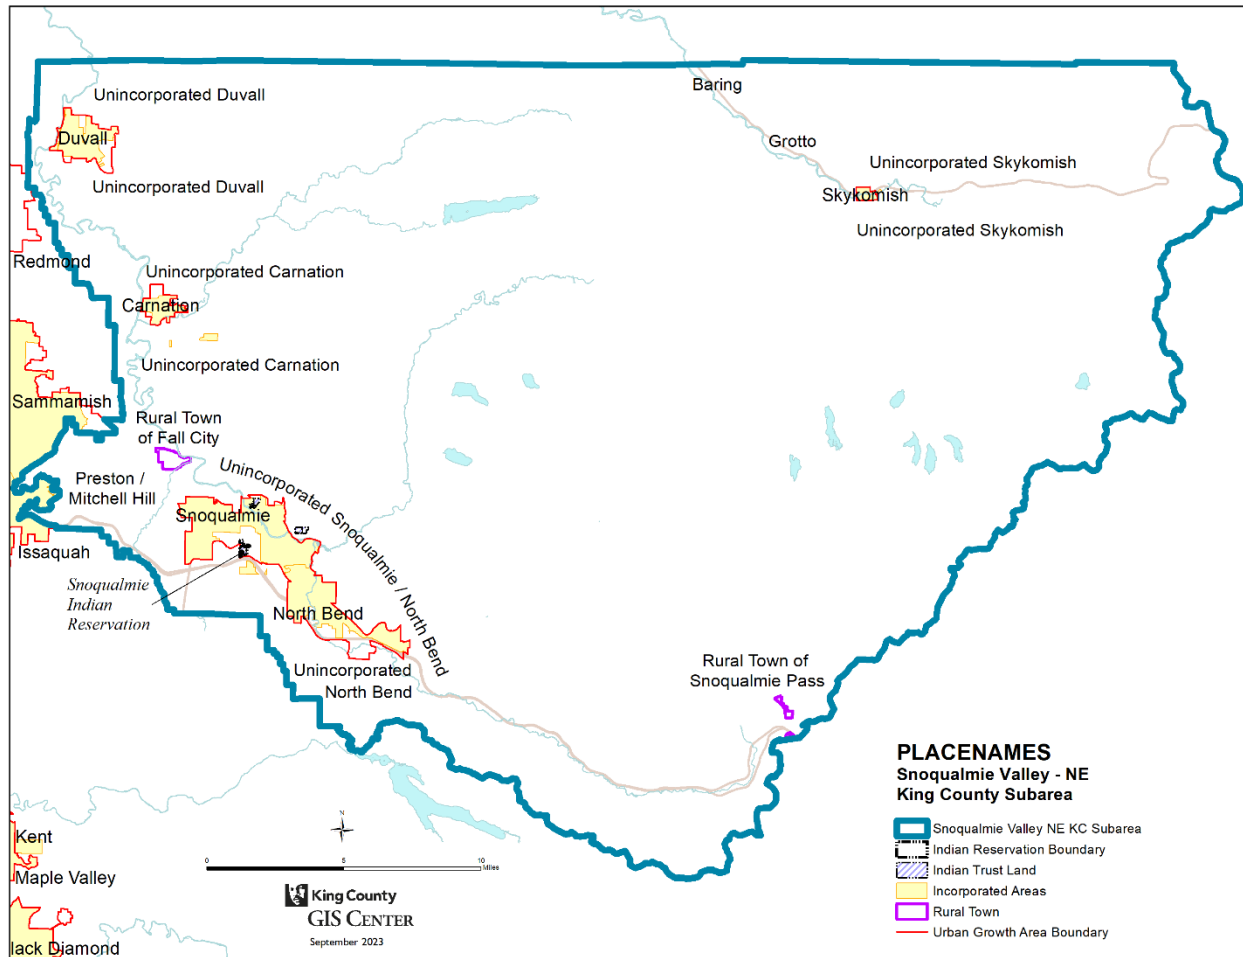 Baring
Unincorporated Duvall
Duvall
Grotto
Unincorporated Skykomish
Unincorporated Duvall
Skykomish
Unincorporated Skykomish
Redmond
Unincorporated Carnation
Carnation
Unincorporated Carnation
Sammamish
Rural Town
of Fall City
Preston /
Mitchell Hill
Unincorporated Snoqualmie / North Bend
Snoqualmie
Issaquah
Snoqualmie
Indian
Reservation
North Bend
Unincorporated
North Bend
Rural Town of
Snoqualmie Pass
PLACENAMES
Snoqualmie Valley - NE
King County Subarea
Snoqualmie Valley NE KC Subarea
Indian Reservation Boundary
Indian Trust Land
Incorporated Areas
Rural Town
Urban Growth Area Boundary
N
0 5 10
Miles
King County
GIS CENTER
September 2023
Kent
Maple Valley
lack Diamond